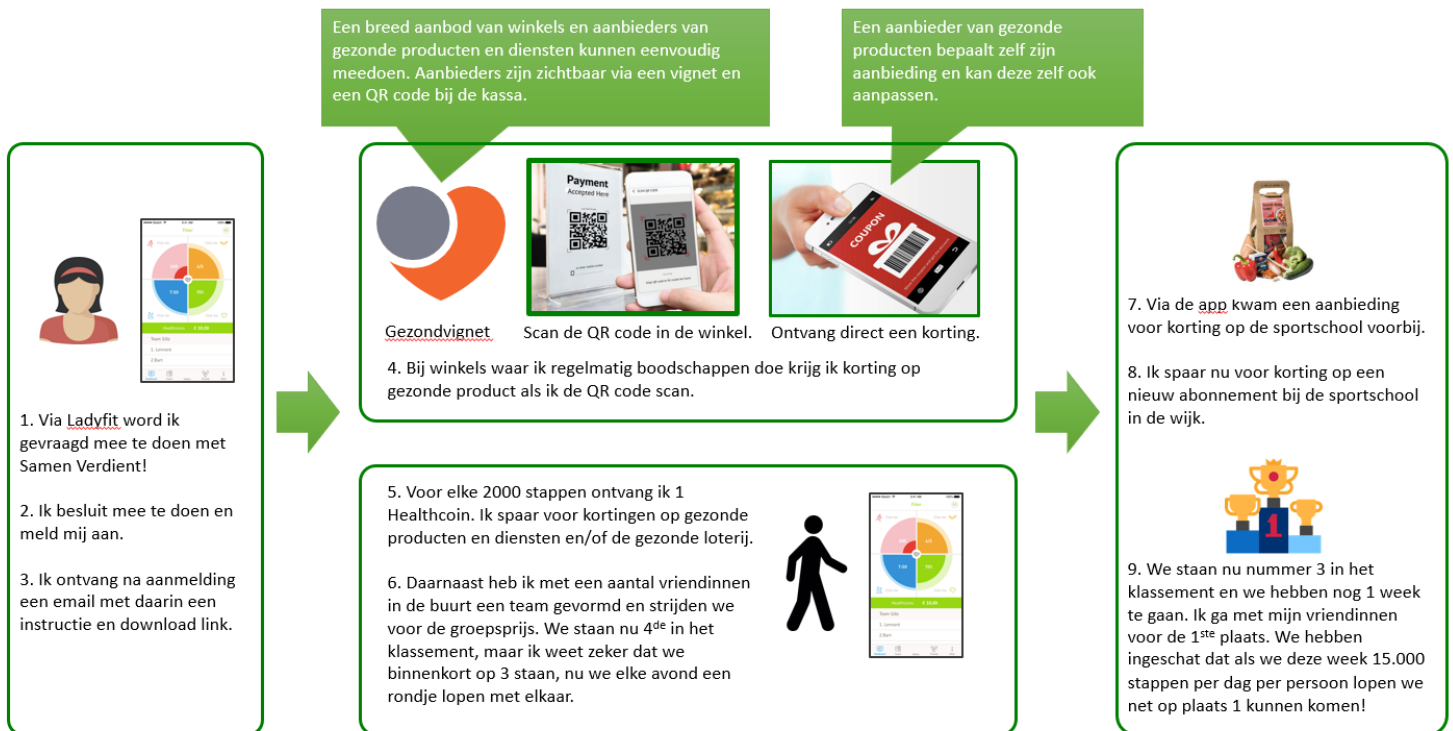 Een breed aanbod van winkels en aanbieders van
gezonde producten en diensten kunnen eenvoudig
meedoen. Aanbieders zijn zichtbaar via een vignet en
een QR code bij de kassa.
Een aanbieder van gezonde
producten bepaalt zelf zijn
aanbieding en kan deze zelf ook
aanpassen.
1. Via Ladyfit word ik
gevraagd mee te doen met
Samen Verdient!
2. Ik besluit mee te doen en
meld mij aan.
3. Ik ontvang na aanmelding
een email met daarin een
instructie en download link.
Payment
Accepted Here
COUPON
Gezondvignet
Scan de QR code in de winkel.
Ontvang direct een korting.
4. Bij winkels waar ik regelmatig boodschappen doe krijg ik korting op
gezonde product als ik de QR code scan.
5. Voor elke 2000 stappen ontvang ik 1
Healthcoin. Ik spaar voor kortingen op gezonde
producten en diensten en/of de gezonde loterij.
6. Daarnaast heb ik met een aantal vriendinnen
in de buurt een team gevormd en strijden we
voor de groepsprijs. We staan nu 4de in het
klassement, maar ik weet zeker dat we
binnenkort op 3 staan, nu we elke avond een
rondje lopen met elkaar.
7. Via de app kwam een aanbieding
voor korting op de sportschool voorbij.
8. Ik spaar nu voor korting op een
nieuw abonnement bij de sportschool
in de wijk.
1
9. We staan nu nummer 3 in het
klassement en we hebben nog 1 week
te gaan. Ik ga met mijn vriendinnen
voor de 1ste plaats. We hebben
ingeschat dat als we deze week 15.000
stappen per dag per persoon lopen we
net op plaats 1 kunnen komen!